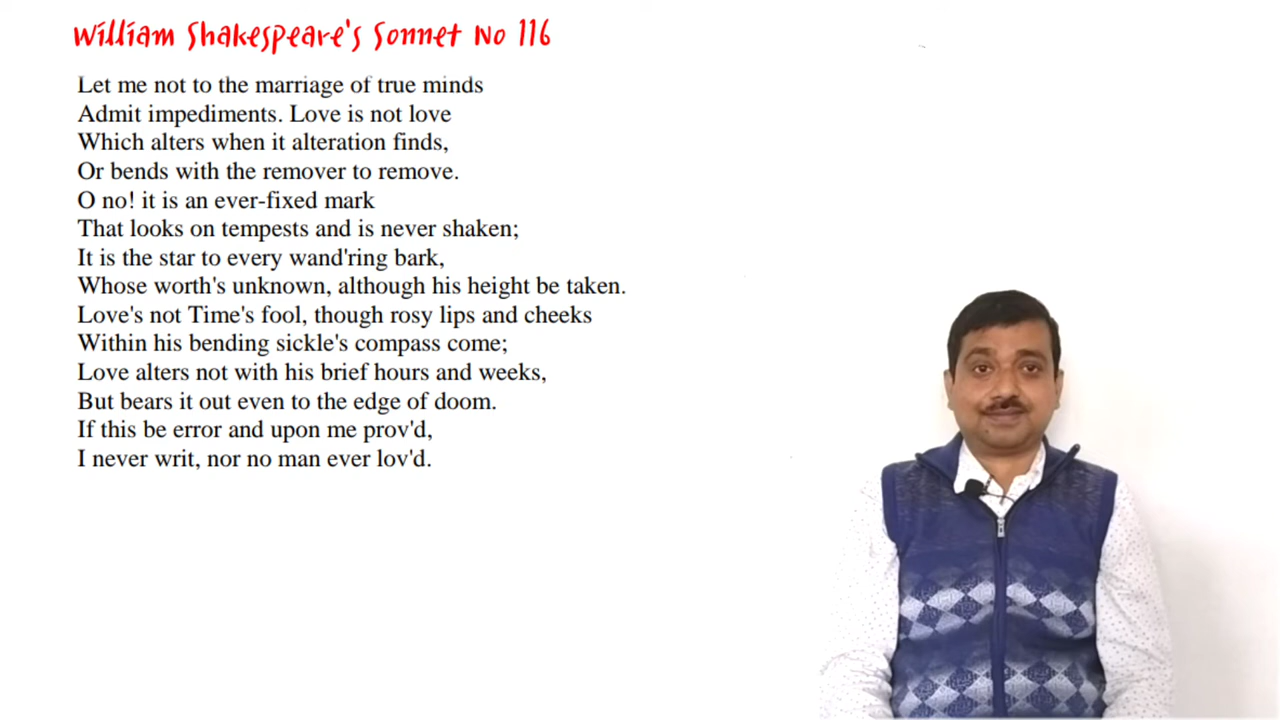 William Shakespeare's Sonnet No 116
Let me not to the marriage of true minds
Admit impediments. Love is not love
Which alters when it alteration finds,
Or bends with the remover to remove.
O no! it is an ever-fixed mark
That looks on tempests and is never shaken;
It is the star to every wand'ring bark,
Whose worth's unknown, although his height be taken.
Love's not Time's fool, though rosy lips and cheeks
Within his bending sickle's compass come;
Love alters not with his brief hours and weeks,
But bears it out even to the edge of doom.
If this be error and upon me prov'd,
I never writ, nor no man ever lov'd.